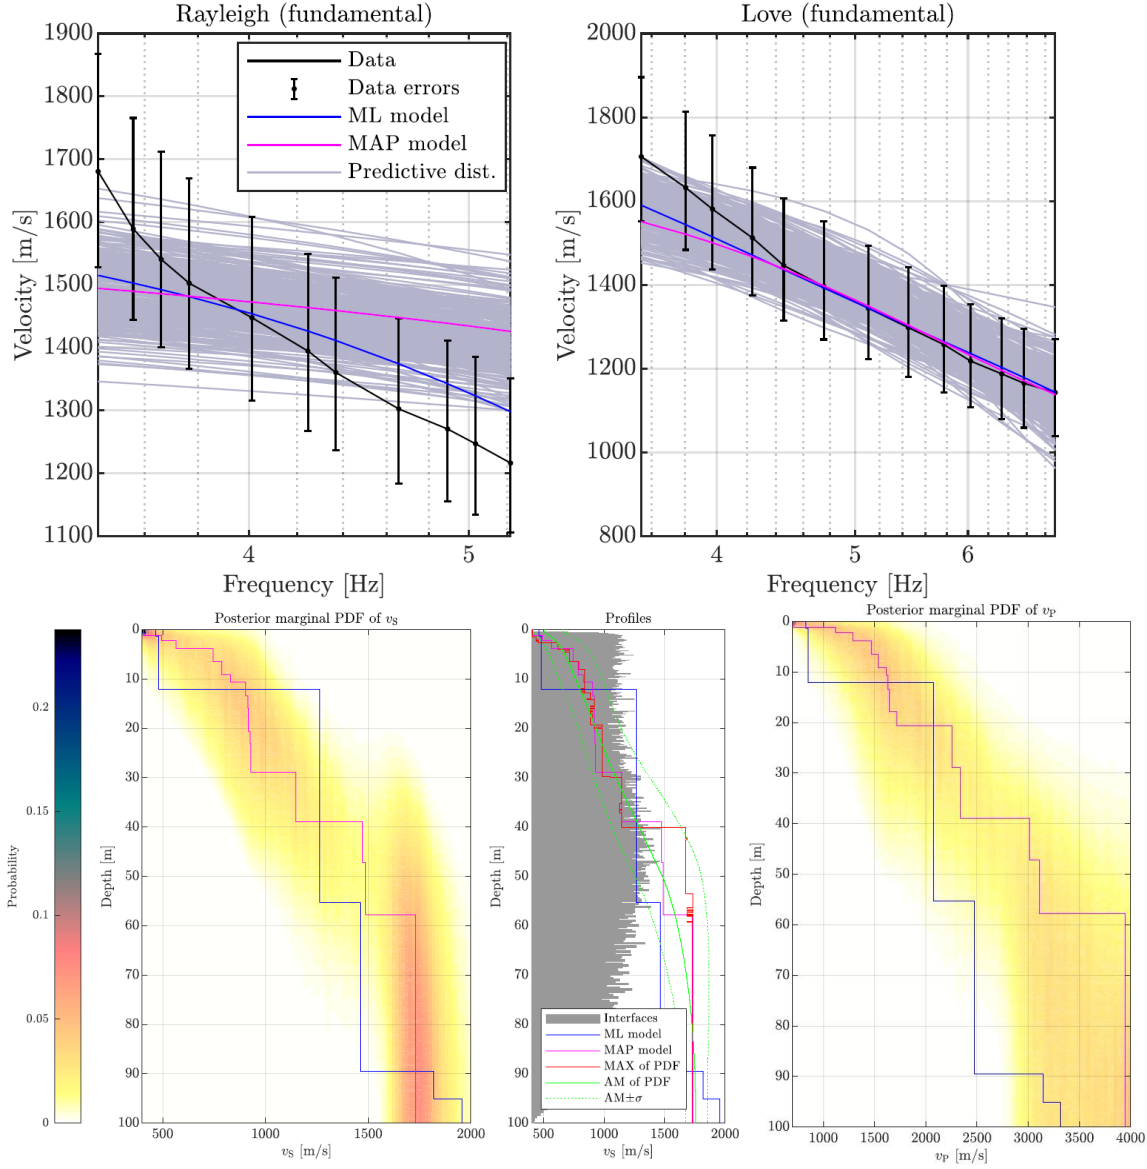 Rayleigh (fundamental)
Love (fundamental)
1900
1800
1700
1600
1500
1400
1300
1200
1100
Velocity [m/s]
Data
Data errors
ML model
MAP model
Predictive dist.
4
5
Frequency [Hz]
2000
1800
1600
1400
1200
1000
800
Velocity [m/s]
4
5
6
Frequency [Hz]
0.2
0.15
0.1
0.05
0
Probability
Posterior marginal PDF of vS
0
10
20
30
40
50
60
70
80
90
100
Depth [m]
500
1000
1500
2000
vS [m/s]
Profiles
0
10
20
30
40
50
60
70
80
90
100
Depth [m]
Interfaces
ML model
MAP model
MAX of PDF
AM of PDF
AM±σ
500
1000
1500
2000
vS [m/s]
Posterior marginal PDF of vP
0
10
20
30
40
50
60
70
80
90
100
Depth [m]
1000
1500
2000
2500
3000
3500
4000
vP [m/s]